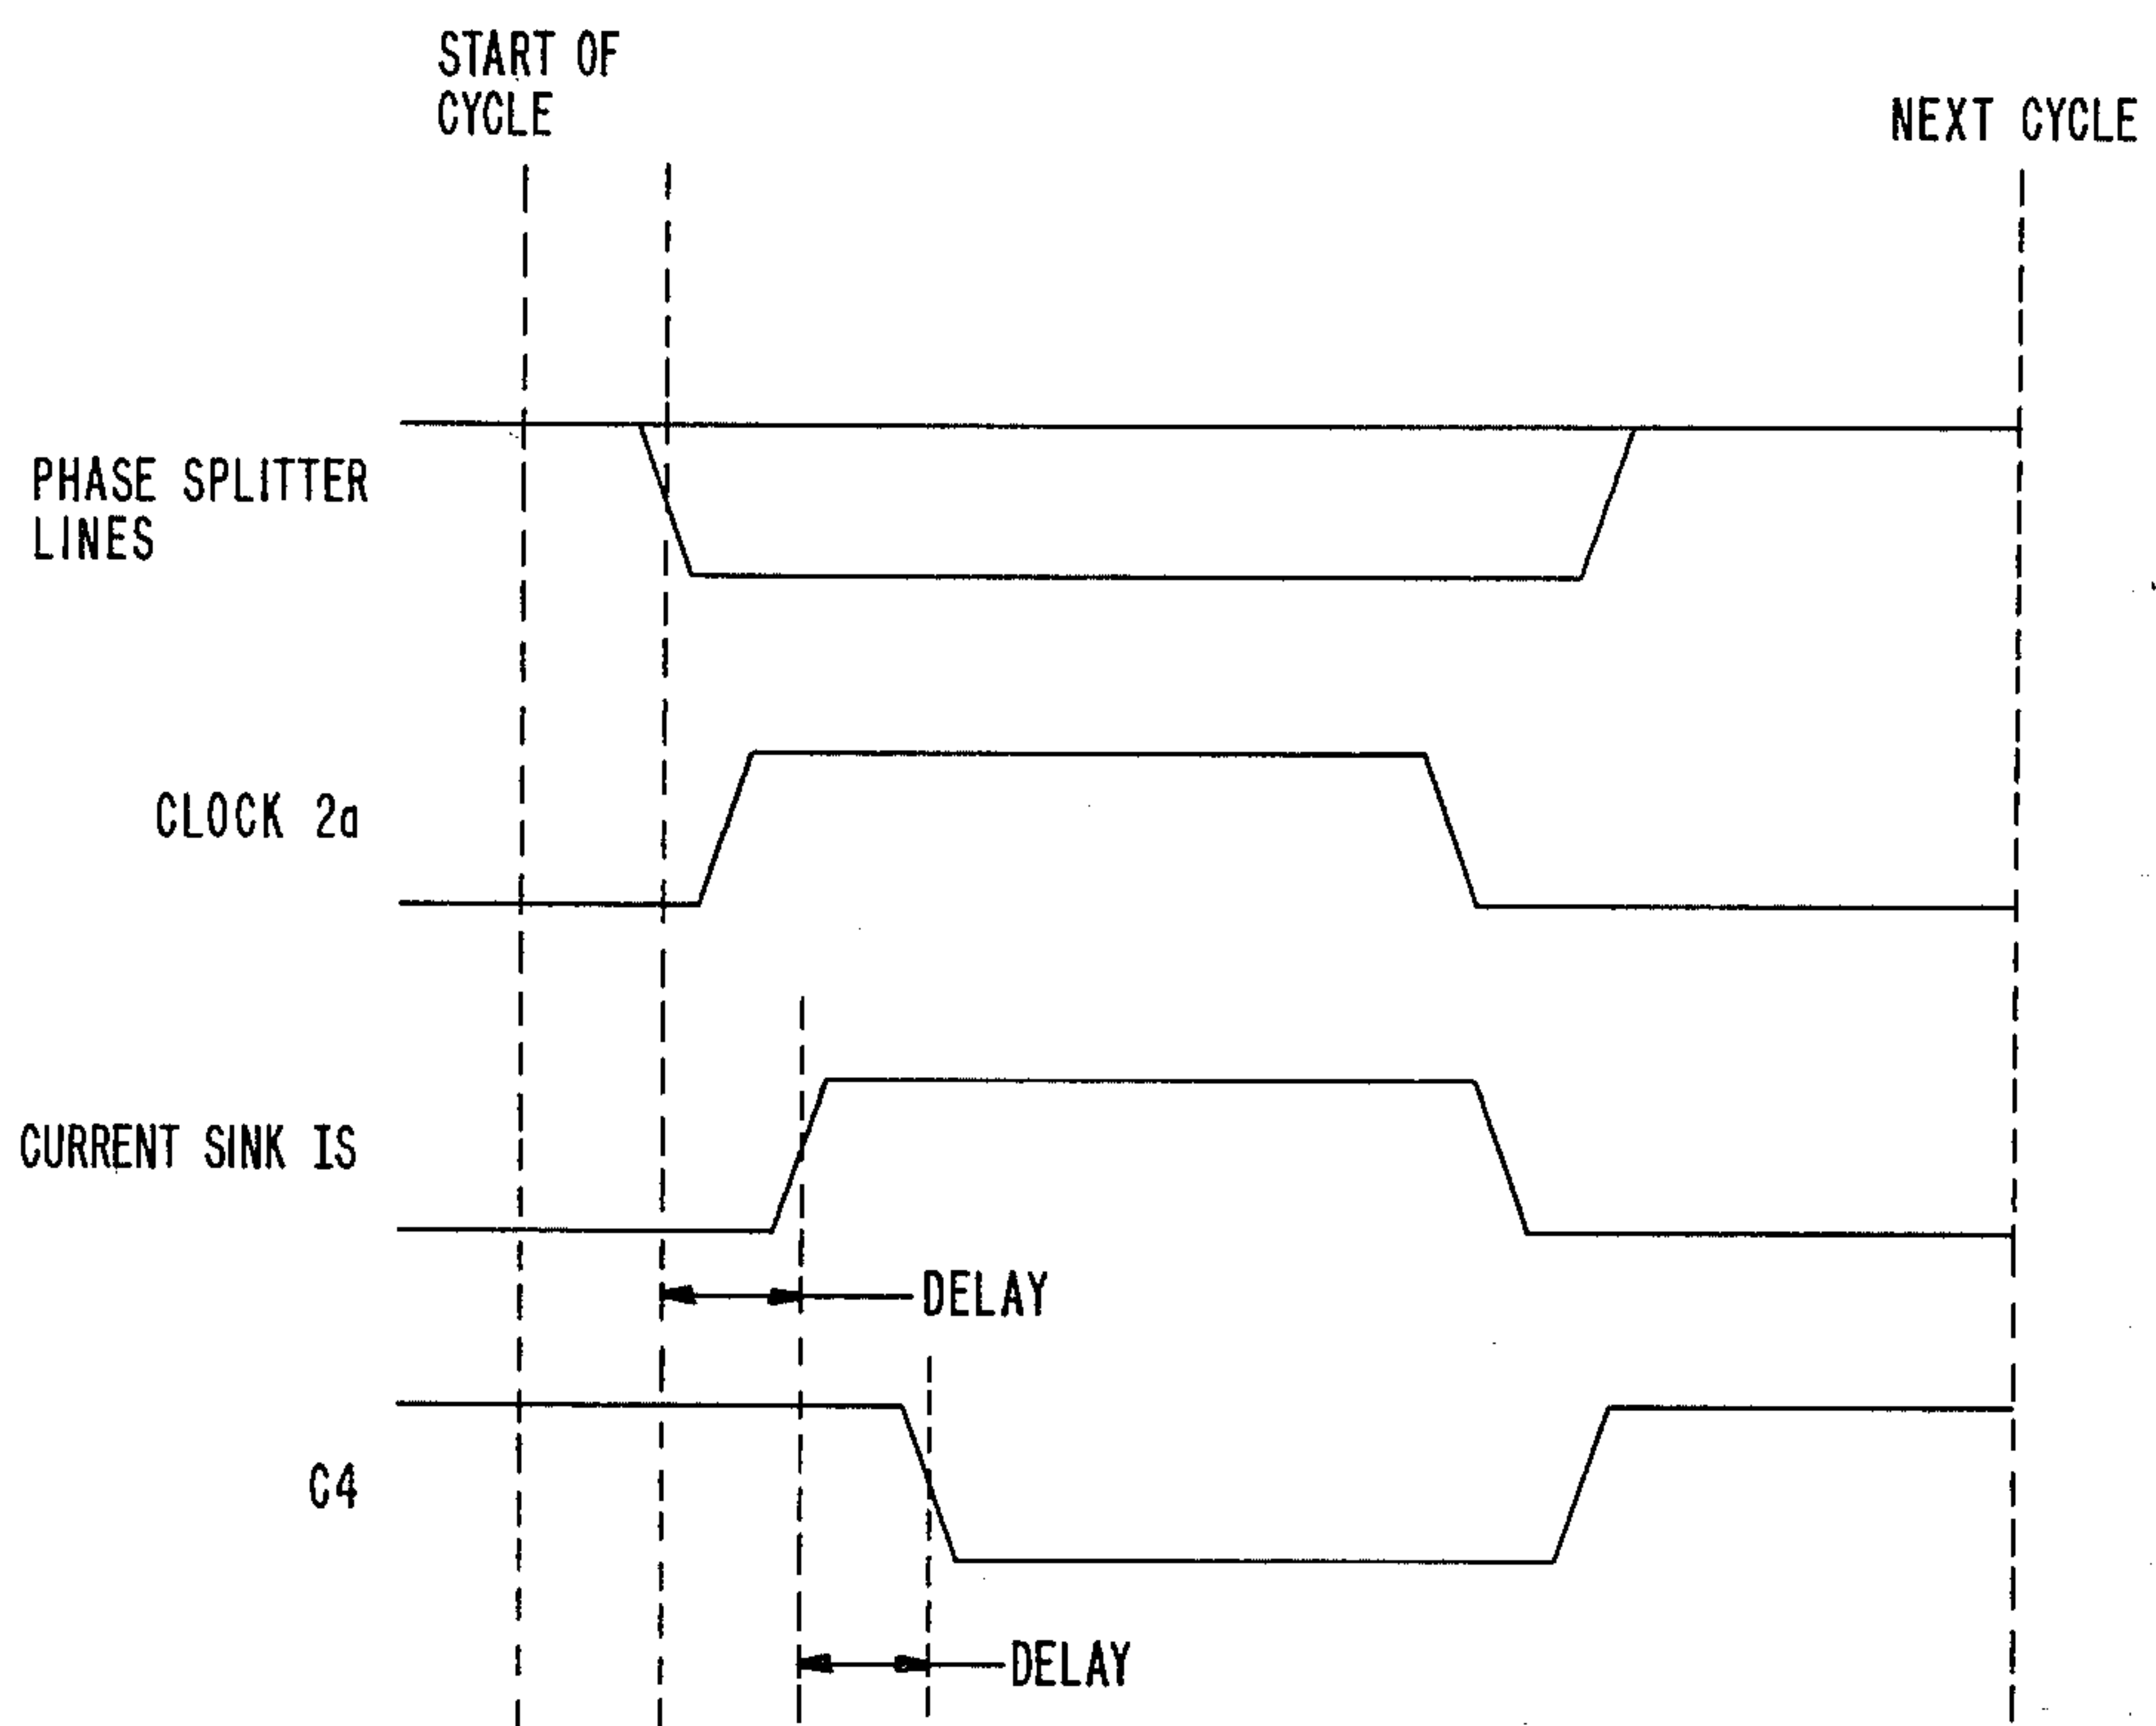 START OF
CYCLE
NEXT CYCLE
PHASE SPLITTER
LINES
CLOCK 2a
CURRENT SINK IS
DELAY
C4
DELAY